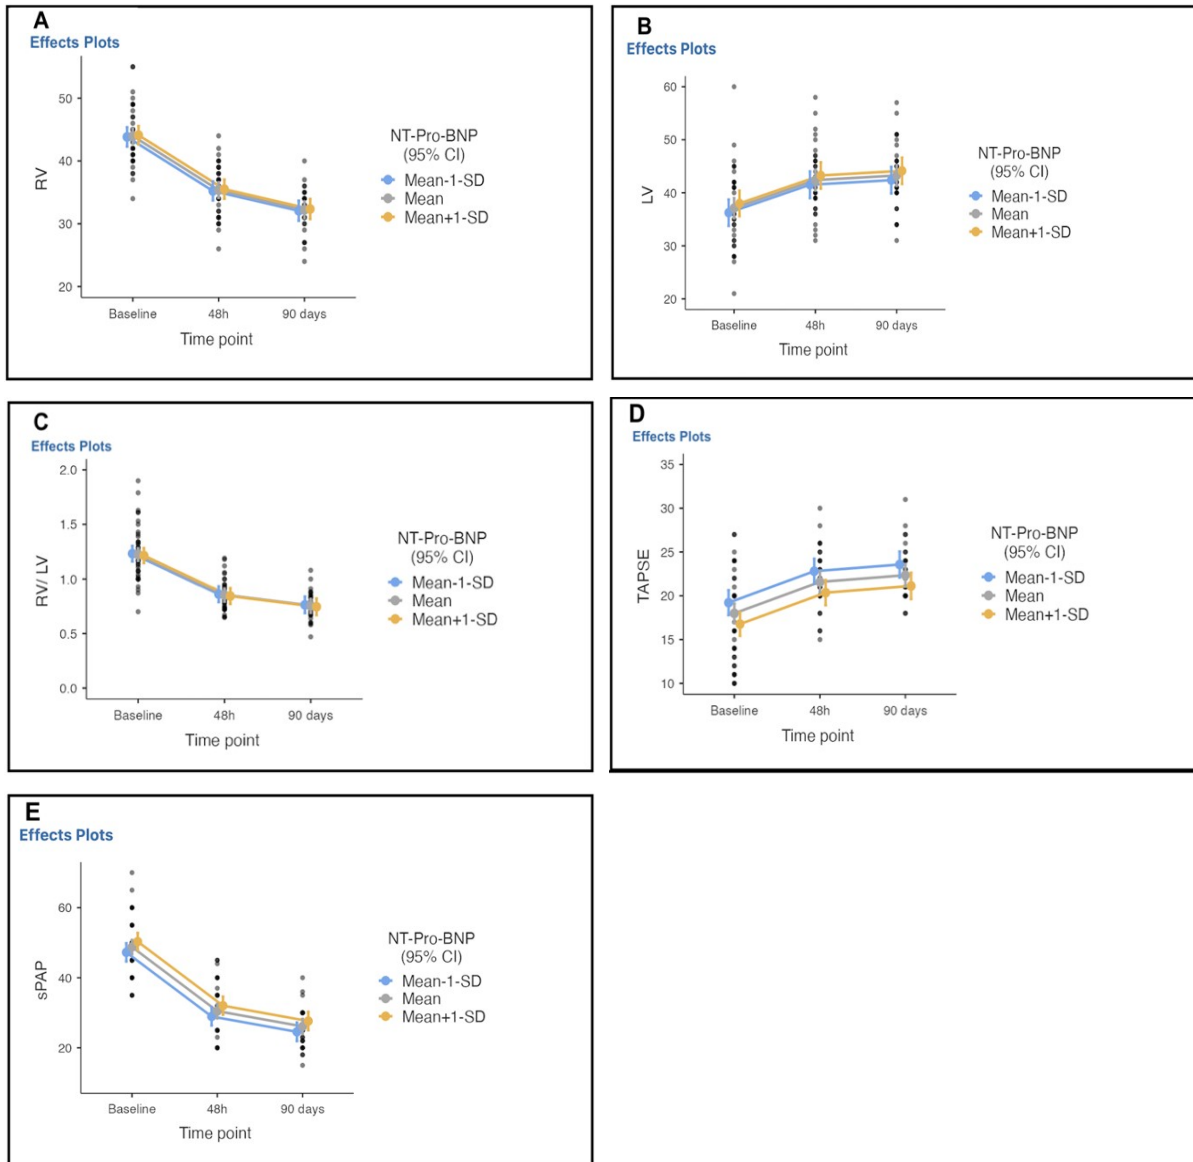 A
Effects Plots
RV
50
40
30
20
Baseline
48h
90 days
Time point
NT-Pro-BNP
(95% CI)
Mean-1-SD
Mean
Mean+1-SD
B
Effects Plots
LV
60
50
40
30
20
Baseline
48h
90 days
Time point
NT-Pro-BNP
(95% CI)
Mean-1-SD
Mean
Mean+1-SD
C
Effects Plots
RV/ LV
2.0
1.5
1.0
0.5
0.0
Baseline
48h
90 days
Time point
NT-Pro-BNP
(95% CI)
Mean-1-SD
Mean
Mean+1-SD
D
Effects Plots
TAPSE
35
30
25
20
15
10
Baseline
48h
90 days
Time point
NT-Pro-BNP
(95% CI)
Mean-1-SD
Mean
Mean+1-SD
E
Effects Plots
sPAP
60
40
20
Baseline
48h
90 days
Time point
NT-Pro-BNP
(95% CI)
Mean-1-SD
Mean
Mean+1-SD